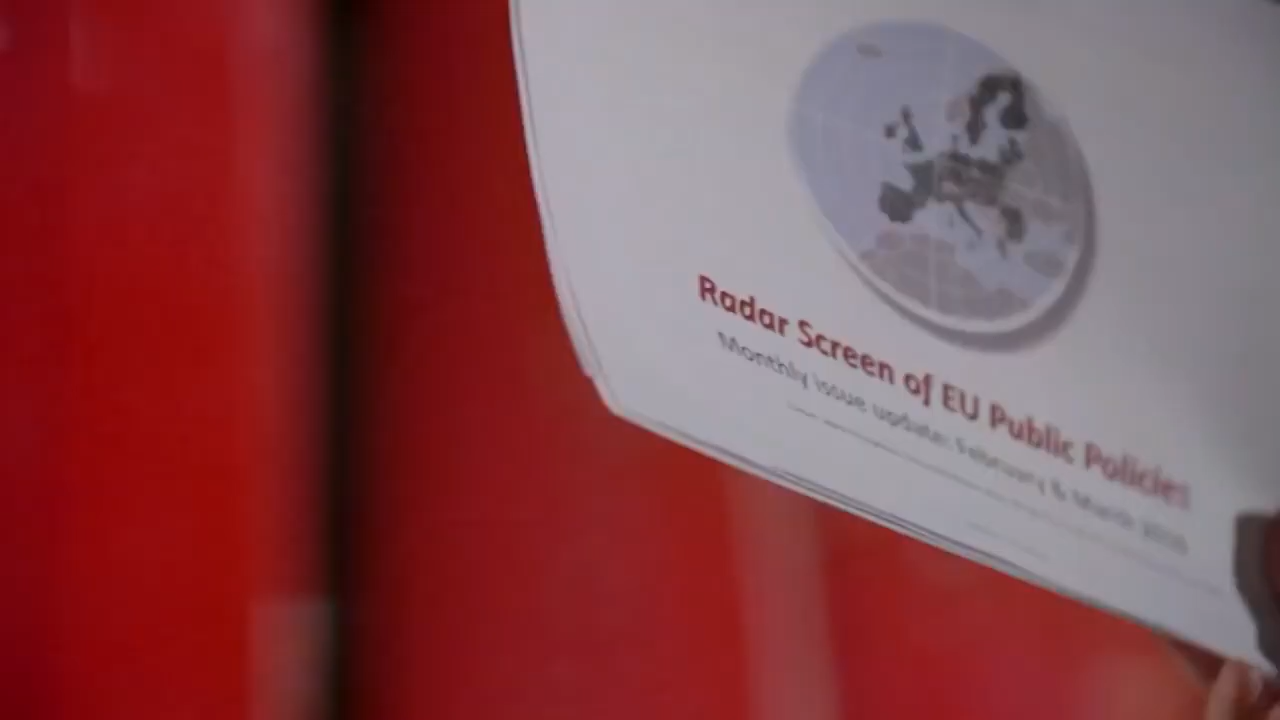 Radar Screen of EU Public Policies
Monthly issue update: February & March